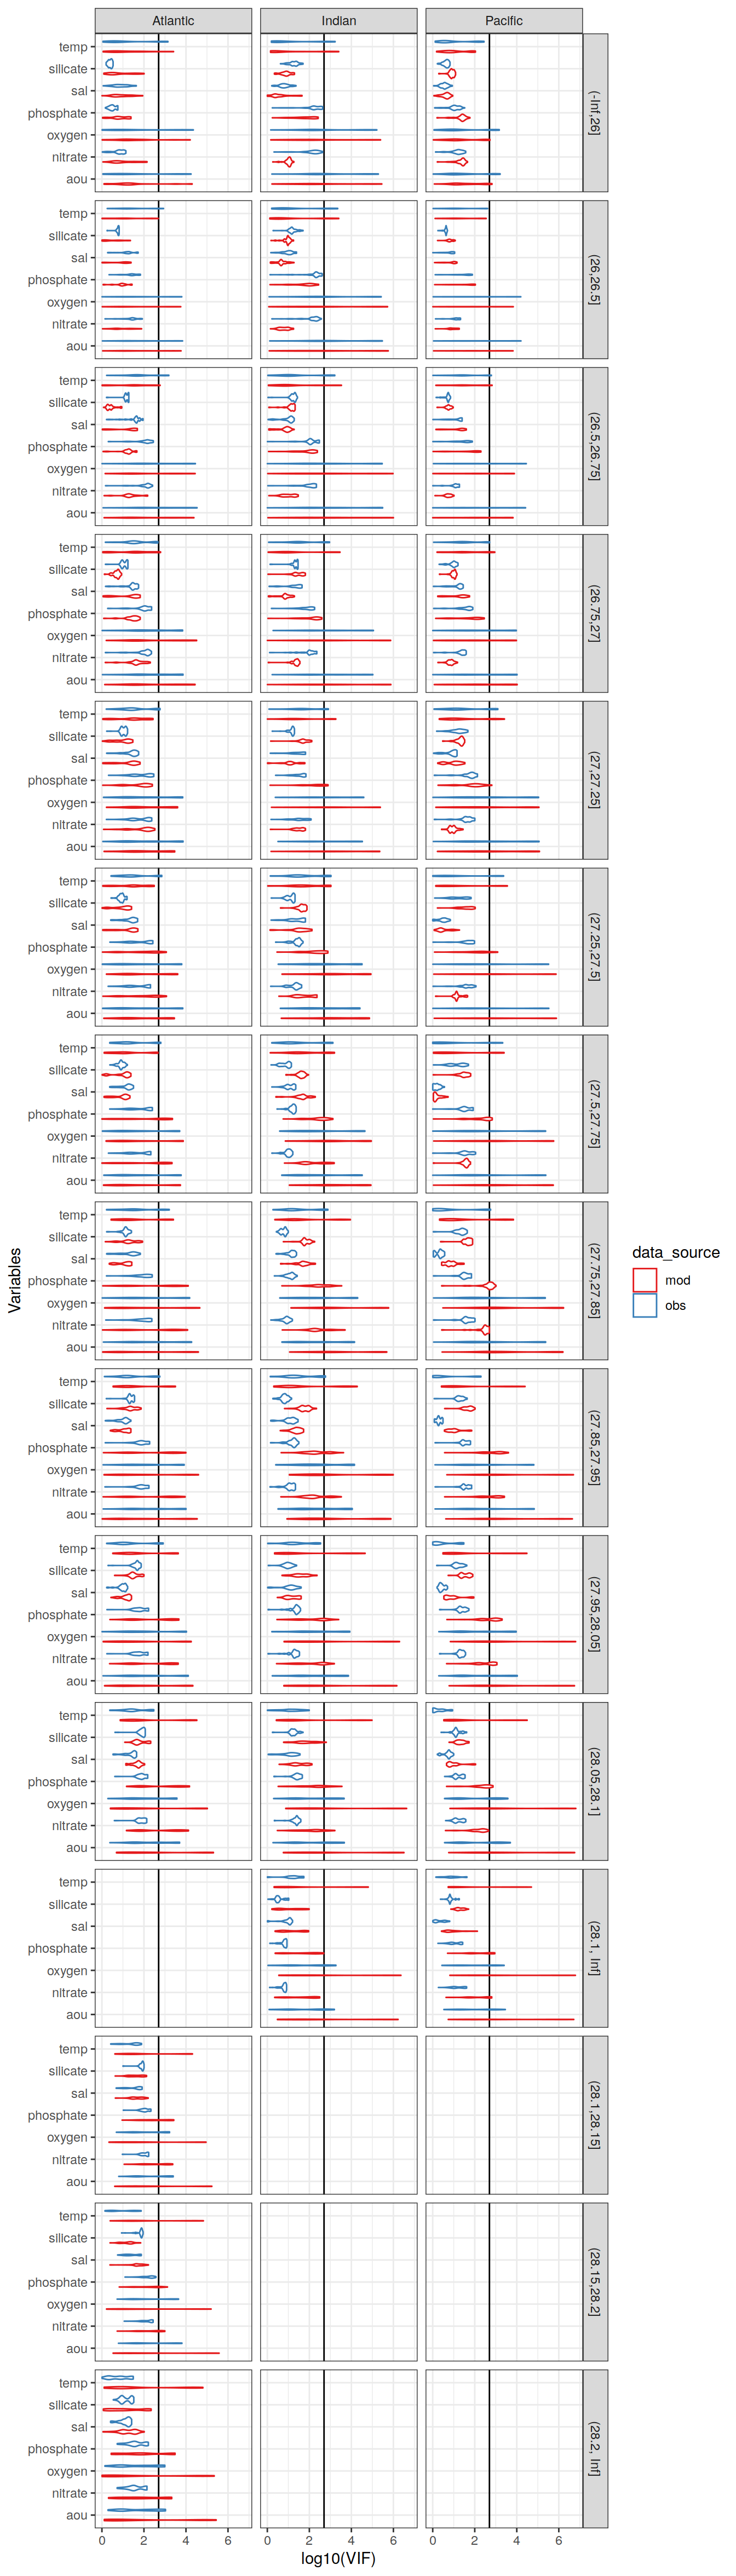 Atlantic Indian Pacific
temp
silicate
sal
phosphate
oxygen
nitrate
aou
(-Inf,26]
temp
silicate
sal
phosphate
oxygen
nitrate
aou
(26,26.5]
temp
silicate
sal
phosphate
oxygen
nitrate
aou
(26.5,26.75]
temp
silicate
sal
phosphate
oxygen
nitrate
aou
(26.75,27]
temp
silicate
sal
phosphate
oxygen
nitrate
aou
(27,27.25]
temp
silicate
sal
phosphate
oxygen
nitrate
aou
(27.25,27.5]
temp
silicate
sal
phosphate
oxygen
nitrate
aou
(27.5,27.75]
Variables
temp
silicate
sal
phosphate
oxygen
nitrate
aou
(27.75,27.85]
data_source
mod
obs
temp
silicate
sal
phosphate
oxygen
nitrate
aou
(27.85,27.95]
temp
silicate
sal
phosphate
oxygen
nitrate
aou
(27.95,28.05]
temp
silicate
sal
phosphate
oxygen
nitrate
aou
(28.05,28.1]
temp
silicate
sal
phosphate
oxygen
nitrate
aou
(28.1, Inf]
temp
silicate
sal
phosphate
oxygen
nitrate
aou
(28.1,28.15]
temp
silicate
sal
phosphate
oxygen
nitrate
aou
(28.15,28.2]
temp
silicate
sal
phosphate
oxygen
nitrate
aou
(28.2, Inf]
0 2 4 6 0 2 4 6 0 2 4 6
log10(VIF)